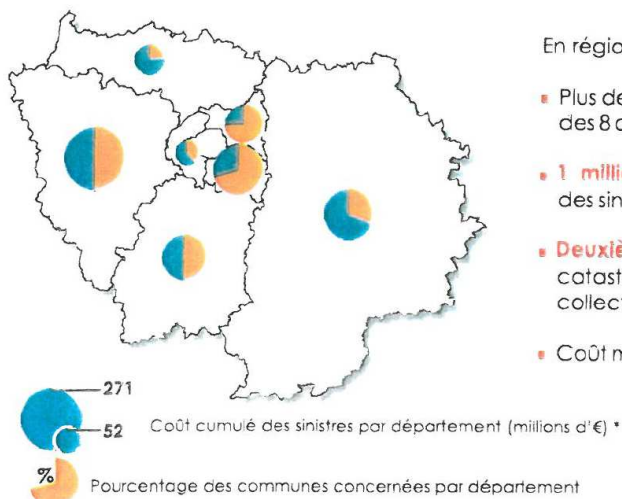 En régio
Plus de
des 8 d
1 millio
des sin
Deuxiè
catast
collect
Coût m
271
52
Coût cumulé des sinistres par département (millions d'€) *
%
Pourcentage des communes concernées par département